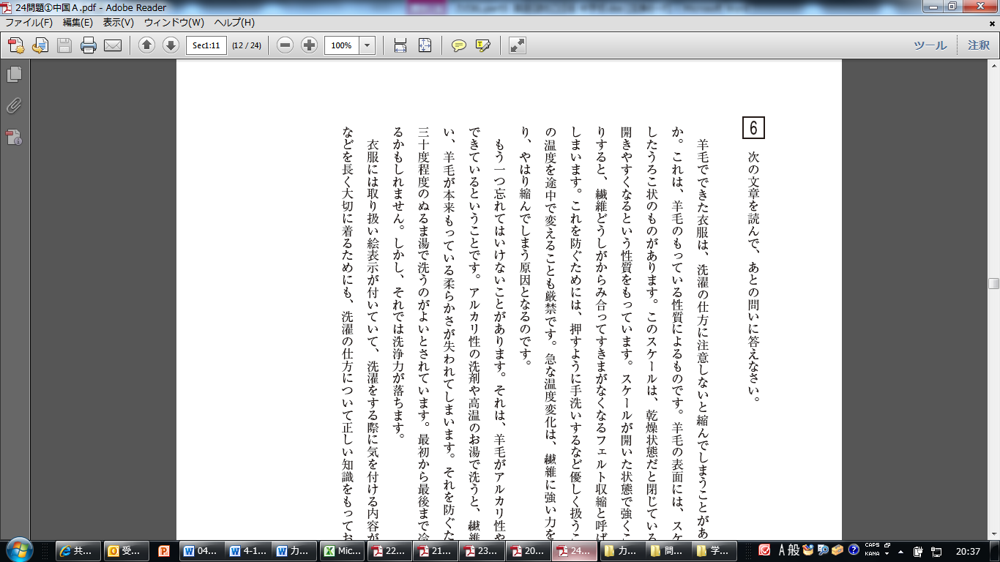 24問題①中国A.pdf - Adobe Reader
ファイル(F) 編集(E) 表示(V) ウィンドウ(W) ヘルプ(H)
Sec1:11 (12 / 24) 100% ツール 注釈
6 次の文章を読んで、あとの問いに答えなさい。
羊毛でできた衣服は、洗濯の仕方に注意しないと縮んでしまうことがあ
か。これは、羊毛のもっている性質によるものです。羊毛の表面には、スケ
したうろこ状のものがあります。このスケールは、乾燥状態だと閉じている
開きやすくなるという性質をもっています。スケールが開いた状態で強くこ
りすると、繊維どうしがからみ合ってすきまがなくなるフェルト収縮と呼ば
しまいます。これを防ぐためには、押すように手洗いするなど優しく扱うこ
の温度を途中で変えることも厳禁です。急な温度変化は、繊維に強い力を
り、やはり縮んでしまう原因となるのです。
もう一つ忘れてはいけないことがあります。それは、羊毛がアルカリ性や
できているということです。アルカリ性の洗剤や高温のお湯で洗うと、繊維
い、羊毛が本来もっている柔らかさが失われてしまいます。それを防ぐた
三十度程度のぬるま湯で洗うのがよいとされています。最初から最後まで冷
るかもしれません。しかし、それでは洗浄力が落ちます。
衣服には取り扱い絵表示が付いていて、洗濯をする際に気を付ける内容が
などを長く大切に着るためにも、洗濯の仕方について正しい知識をもってお
共... 受... 04... 4-1... 力... Mic... 22... 21... 23... 20... 24... 力... 問... 学... A 般 CAPS KANA 20:37